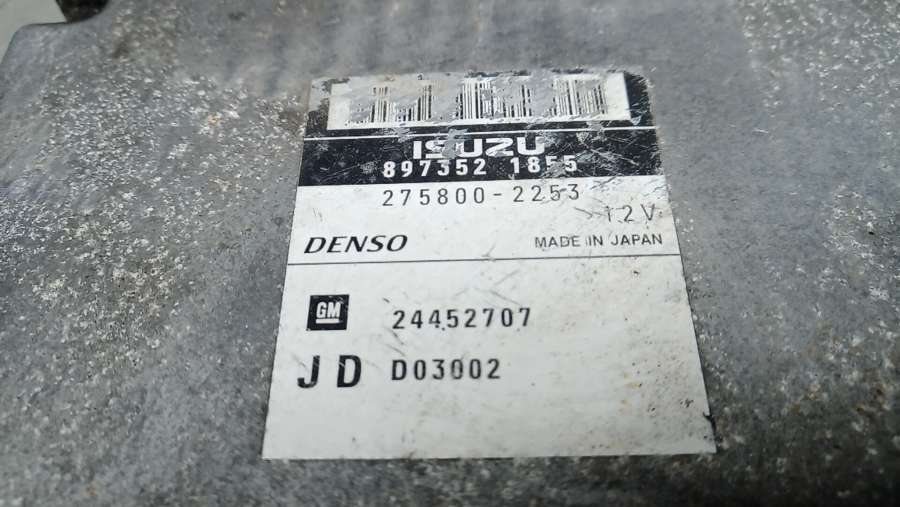 ISUZU
897352 1855
275800-2253
12V
DENSO MADE IN JAPAN
GM 24452707
JD D03002